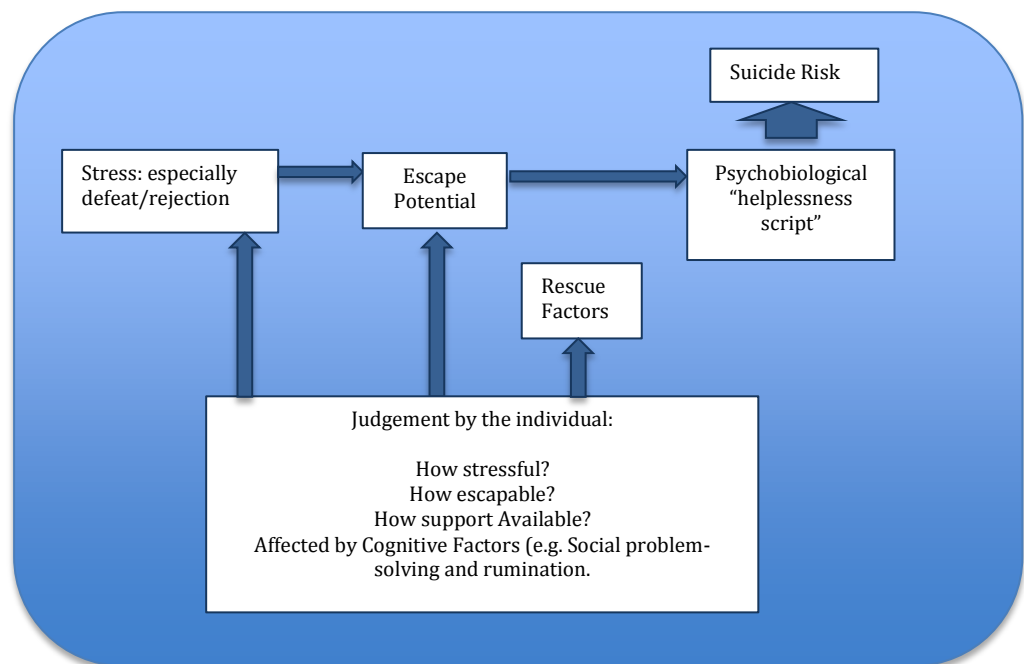 Suicide Risk
Stress: especially
defeat/rejection
Escape
Potential
Psychobiological
“helplessness
script”
Rescue
Factors
Judgement by the individual:
How stressful?
How escapable?
How support Available?
Affected by Cognitive Factors (e.g. Social problem-
solving and rumination.